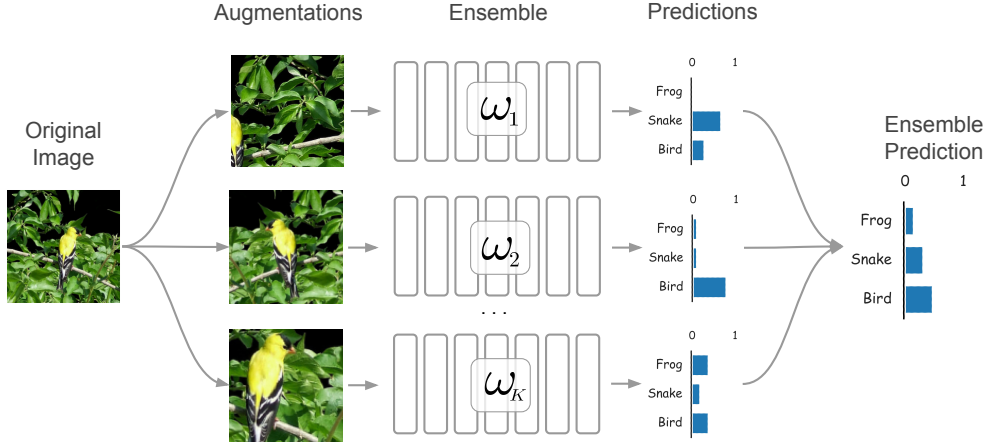 Augmentations
Ensemble
Predictions
Original
Image
ω1
0 1
Frog
Snake
Bird
ω2
0 1
Frog
Snake
Bird
...
ωK
0 1
Frog
Snake
Bird
Ensemble
Prediction
0 1
Frog
Snake
Bird